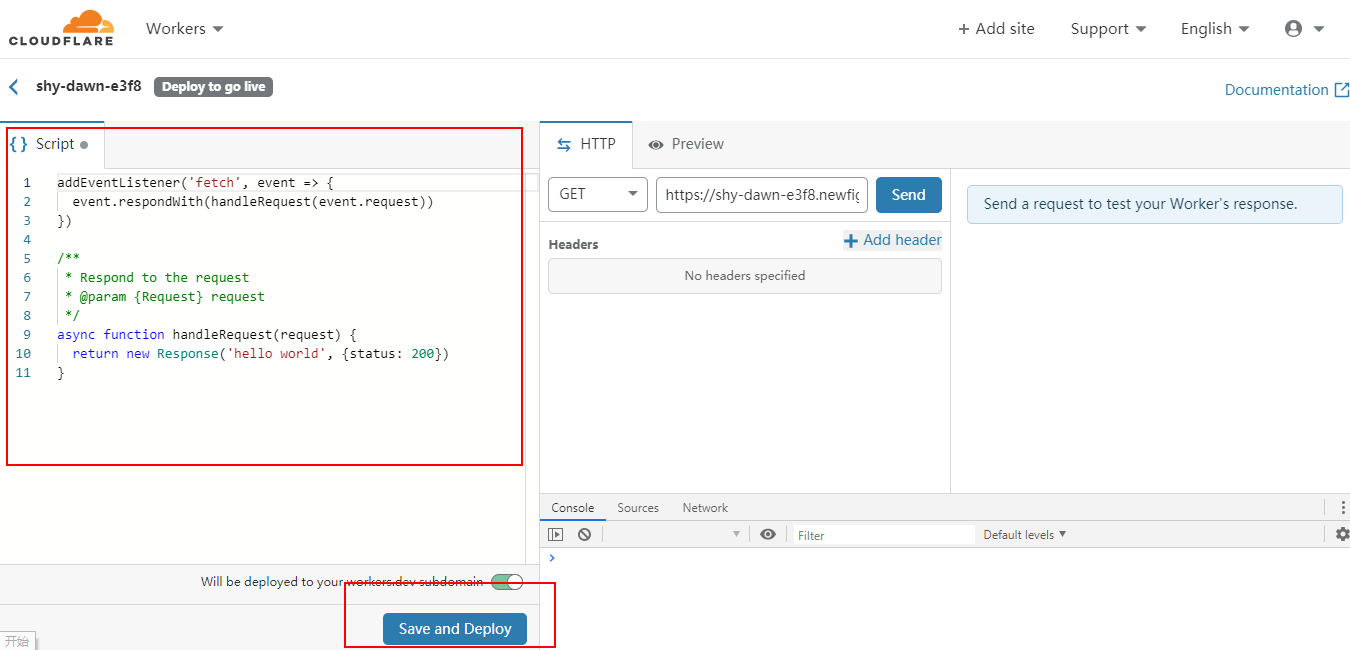 CLOUDFLARE
Workers
+ Add site
Support
English
shy-dawn-e3f8
Deploy to go live
Documentation
{} Script
1 addEventListener('fetch', event => {
2 event.respondWith(handleRequest(event.request))
3 })
4
5 /**
6 * Respond to the request
7 * @param {Request} request
8 */
9 async function handleRequest(request) {
10 return new Response('hello world', {status: 200})
11 }
Will be deployed to your workers.dev subdomain
Save and Deploy
开始
HTTP
Preview
GET
https://shy-dawn-e3f8.newfig
Send
Headers
+ Add header
No headers specified
Send a request to test your Worker's response.
Console
Sources
Network
Filter
Default levels